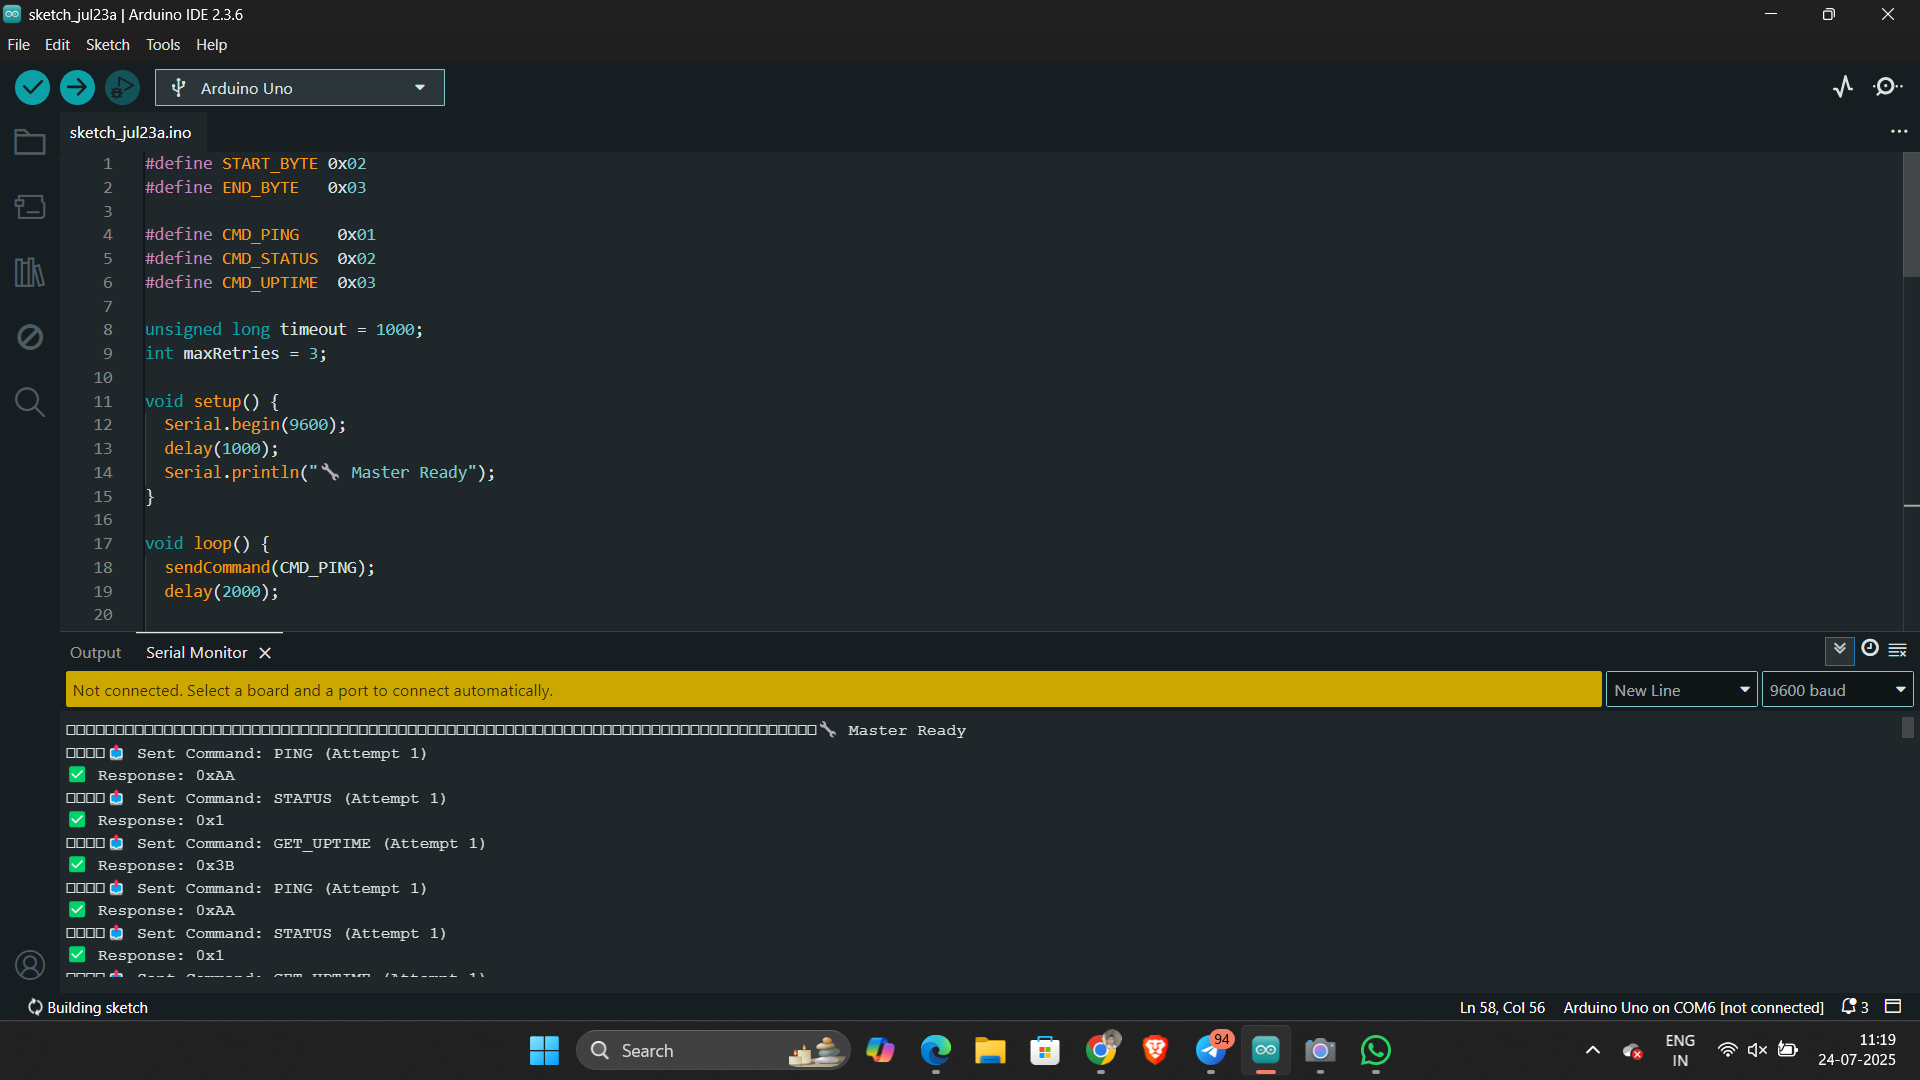 sketch_jul23a | Arduino IDE 2.3.6
File Edit Sketch Tools Help
Arduino Uno
sketch_jul23a.ino
1 #define START_BYTE 0x02
2 #define END_BYTE 0x03
3
4 #define CMD_PING 0x01
5 #define CMD_STATUS 0x02
6 #define CMD_UPTIME 0x03
7
8 unsigned long timeout = 1000;
9 int maxRetries = 3;
10
11 void setup() {
12 Serial.begin(9600);
13 delay(1000);
14 Serial.println("🔧 Master Ready");
15 }
16
17 void loop() {
18 sendCommand(CMD_PING);
19 delay(2000);
20
Output Serial Monitor
Not connected. Select a board and a port to connect automatically.
New Line 9600 baud
🔧 Master Ready
📤 Sent Command: PING (Attempt 1)
✅ Response: 0xAA
📤 Sent Command: STATUS (Attempt 1)
✅ Response: 0x1
📤 Sent Command: GET_UPTIME (Attempt 1)
✅ Response: 0x3B
📤 Sent Command: PING (Attempt 1)
✅ Response: 0xAA
📤 Sent Command: STATUS (Attempt 1)
✅ Response: 0x1
📤 Sent Command: GET_UPTIME (Attempt 1)
Building sketch
Ln 58, Col 56 Arduino Uno on COM6 [not connected] 3
Search
94
ENG
IN
11:19
24-07-2025